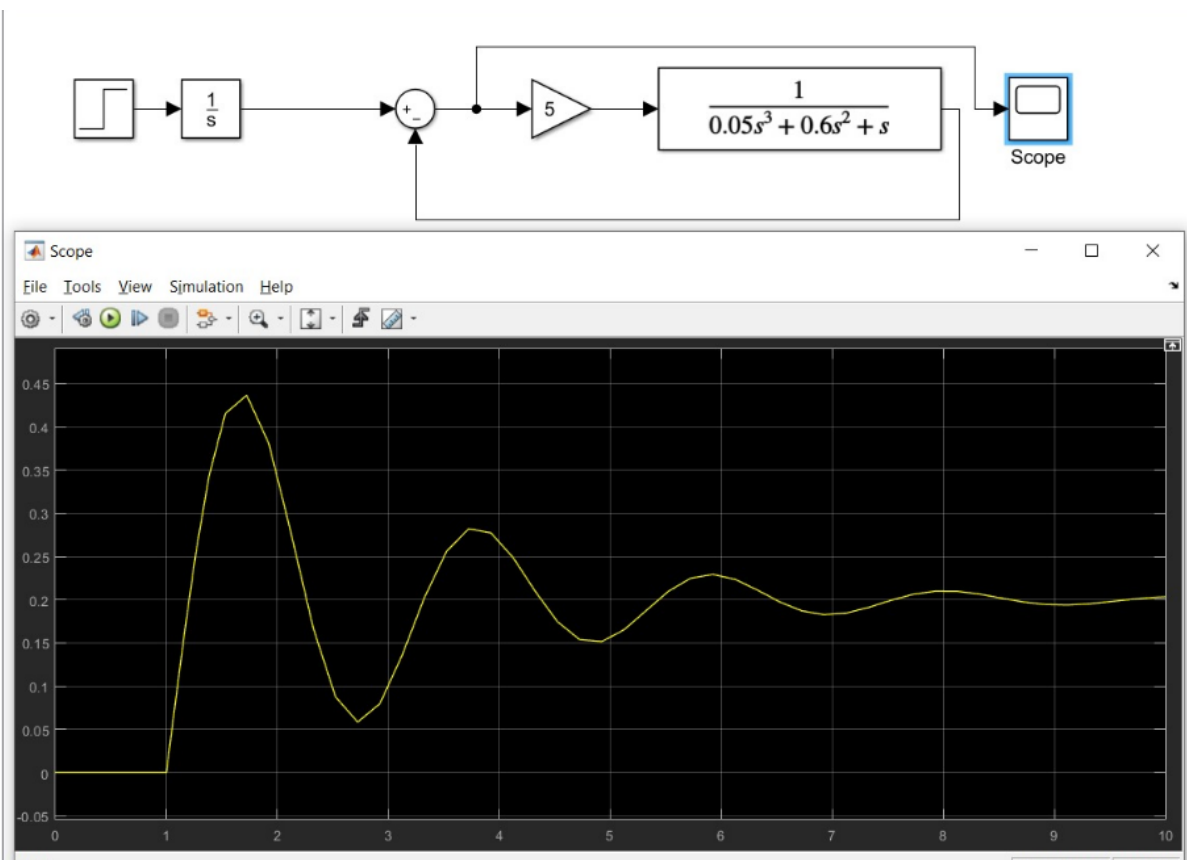 1
s
+
−
5
1
0.05s³ + 0.6s² + s
Scope
Scope
File Tools View Simulation Help
0.45
0.4
0.35
0.3
0.25
0.2
0.15
0.1
0.05
0
-0.05
0 1 2 3 4 5 6 7 8 9 10